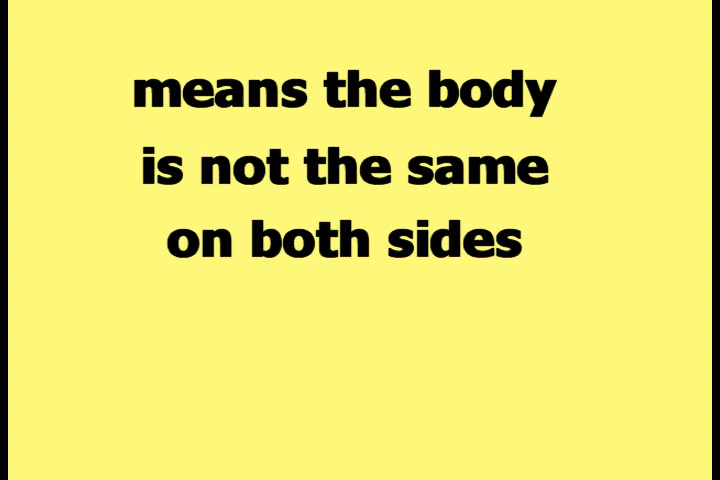 means the body
is not the same
on both sides